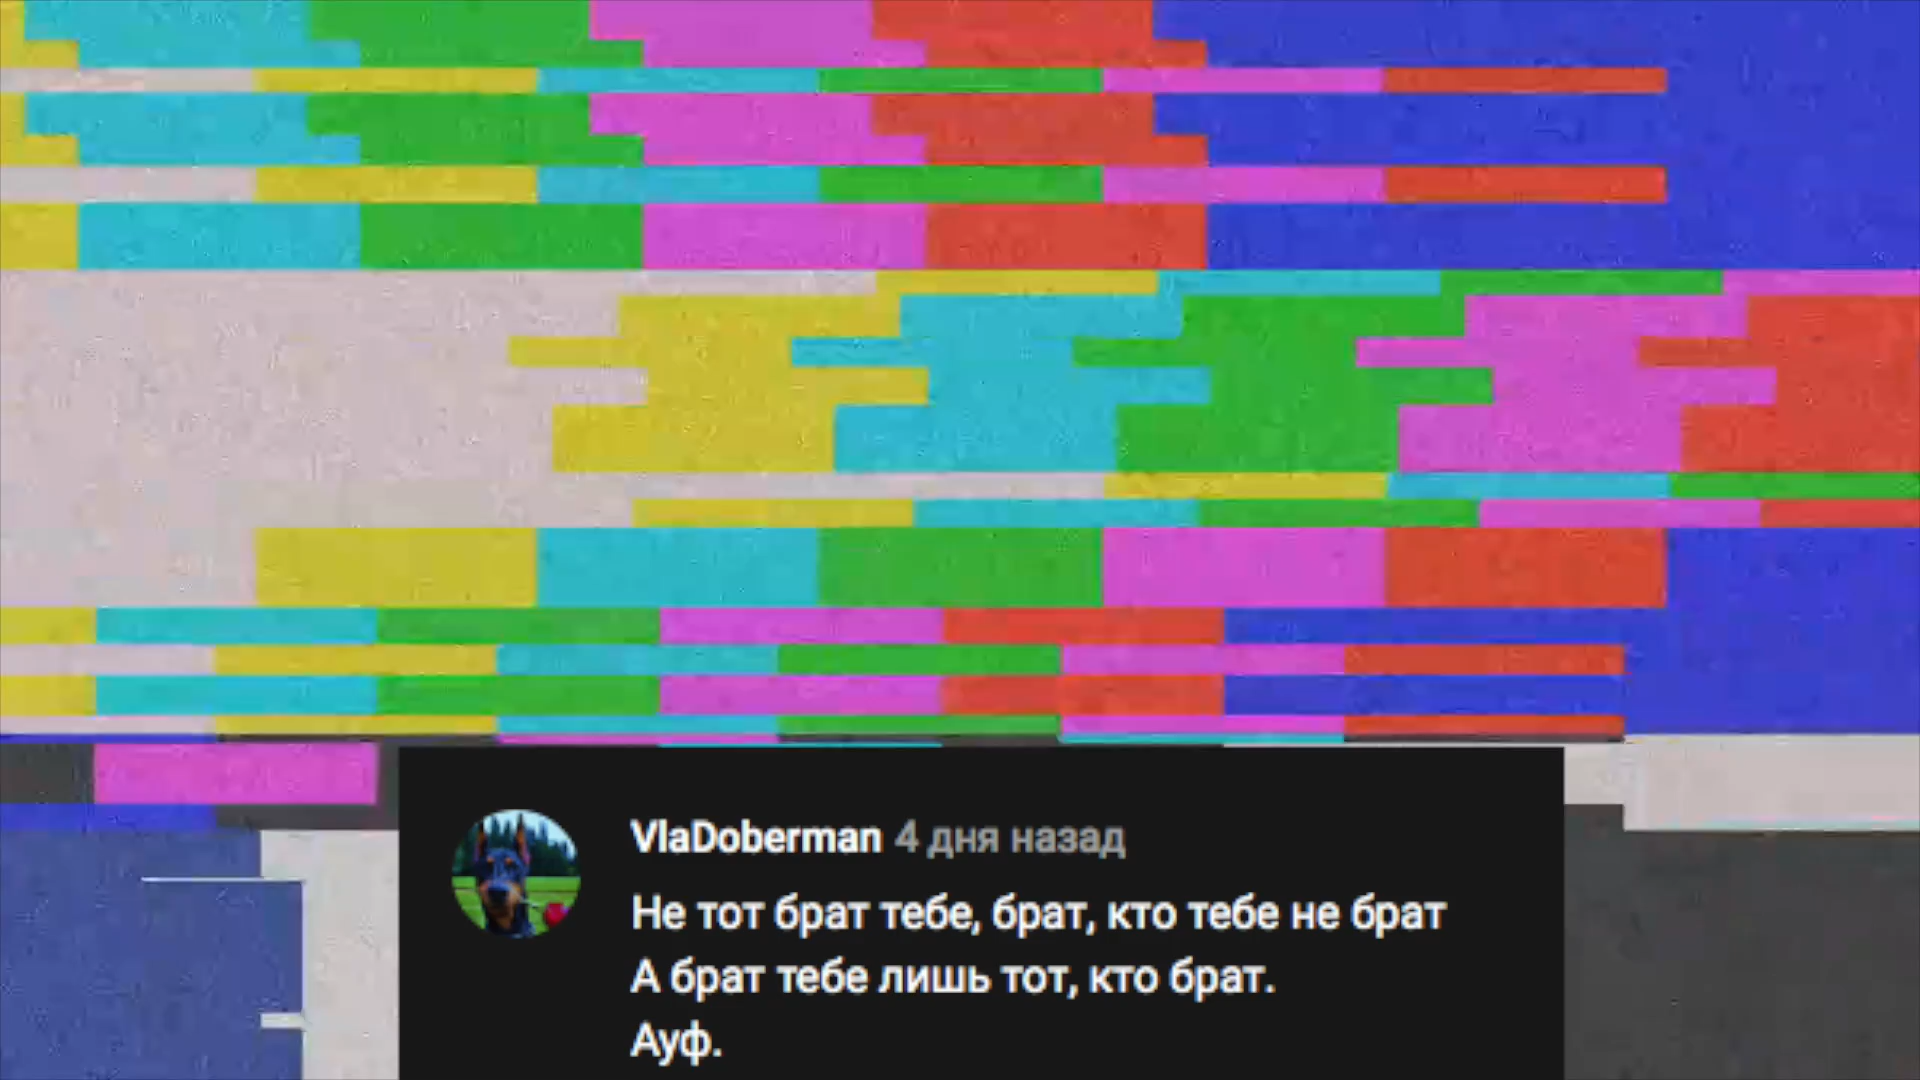 VlaDoberman 4 дня назад
Не тот брат тебе, брат, кто тебе не брат
А брат тебе лишь тот, кто брат.
Ауф.